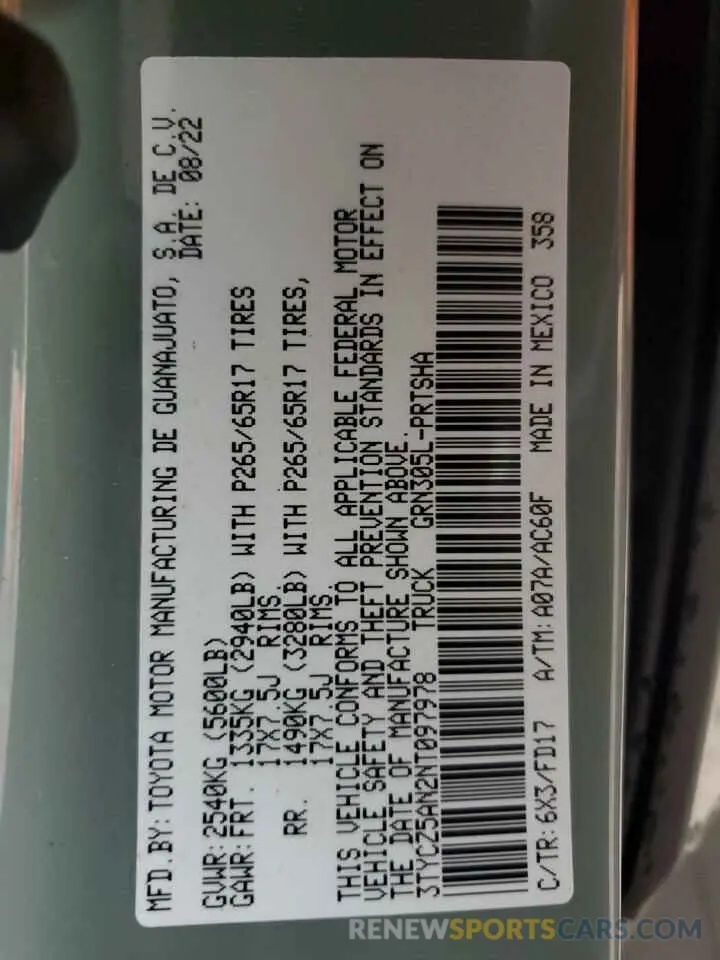 MFD.BY: TOYOTA MOTOR MANUFACTURING DE GUANAJUATO, S.A. DE C.V.
DATE: 08/22
GVWR: 2540KG (5600LB)
GAWR: FRT. 1335KG (2940LB) WITH P265/65R17 TIRES
17X7.5J RIMS.
RR. 1490KG (3280LB) WITH P265/65R17 TIRES,
17X7.5J RIMS.
THIS VEHICLE CONFORMS TO ALL APPLICABLE FEDERAL MOTOR
VEHICLE SAFETY AND THEFT PREVENTION STANDARDS IN EFFECT ON
THE DATE OF MANUFACTURE SHOWN ABOVE.
3TYCZ5AN2NT097978 TRUCK GRN305L-PRTSHA
C/TR: 6X3/FD17 A/TM: A07A/AC60F MADE IN MEXICO 358
RENEWSPORTSCARS.COM